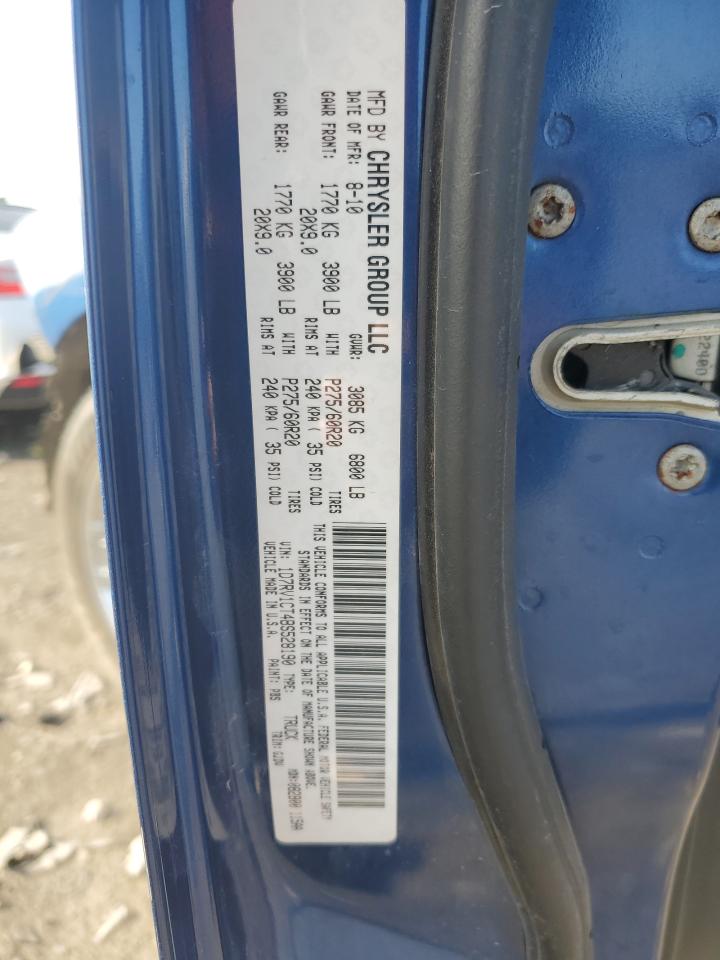 MFD BY CHRYSLER GROUP LLC
DATE OF MFR: 8-10 GVWR: 3085 KG 6800 LB
GAWR FRONT: 1770 KG 3900 LB WITH P275/60R20 TIRES
20X9.0 RIMS AT 240 KPA ( 35 PSI) COLD
GAWR REAR: 1770 KG 3900 LB WITH P275/60R20 TIRES
20X9.0 RIMS AT 240 KPA ( 35 PSI) COLD
THIS VEHICLE CONFORMS TO ALL APPLICABLE U.S.A. FEDERAL MOTOR VEHICLE SAFETY
STANDARDS IN EFFECT ON THE DATE OF MANUFACTURE SHOWN ABOVE.
VIN: 1D7RV1CT4BS528190 TYPE: TRUCK
VEHICLE MADE IN U.S.A. PAINT: PBS TRIM:
22400